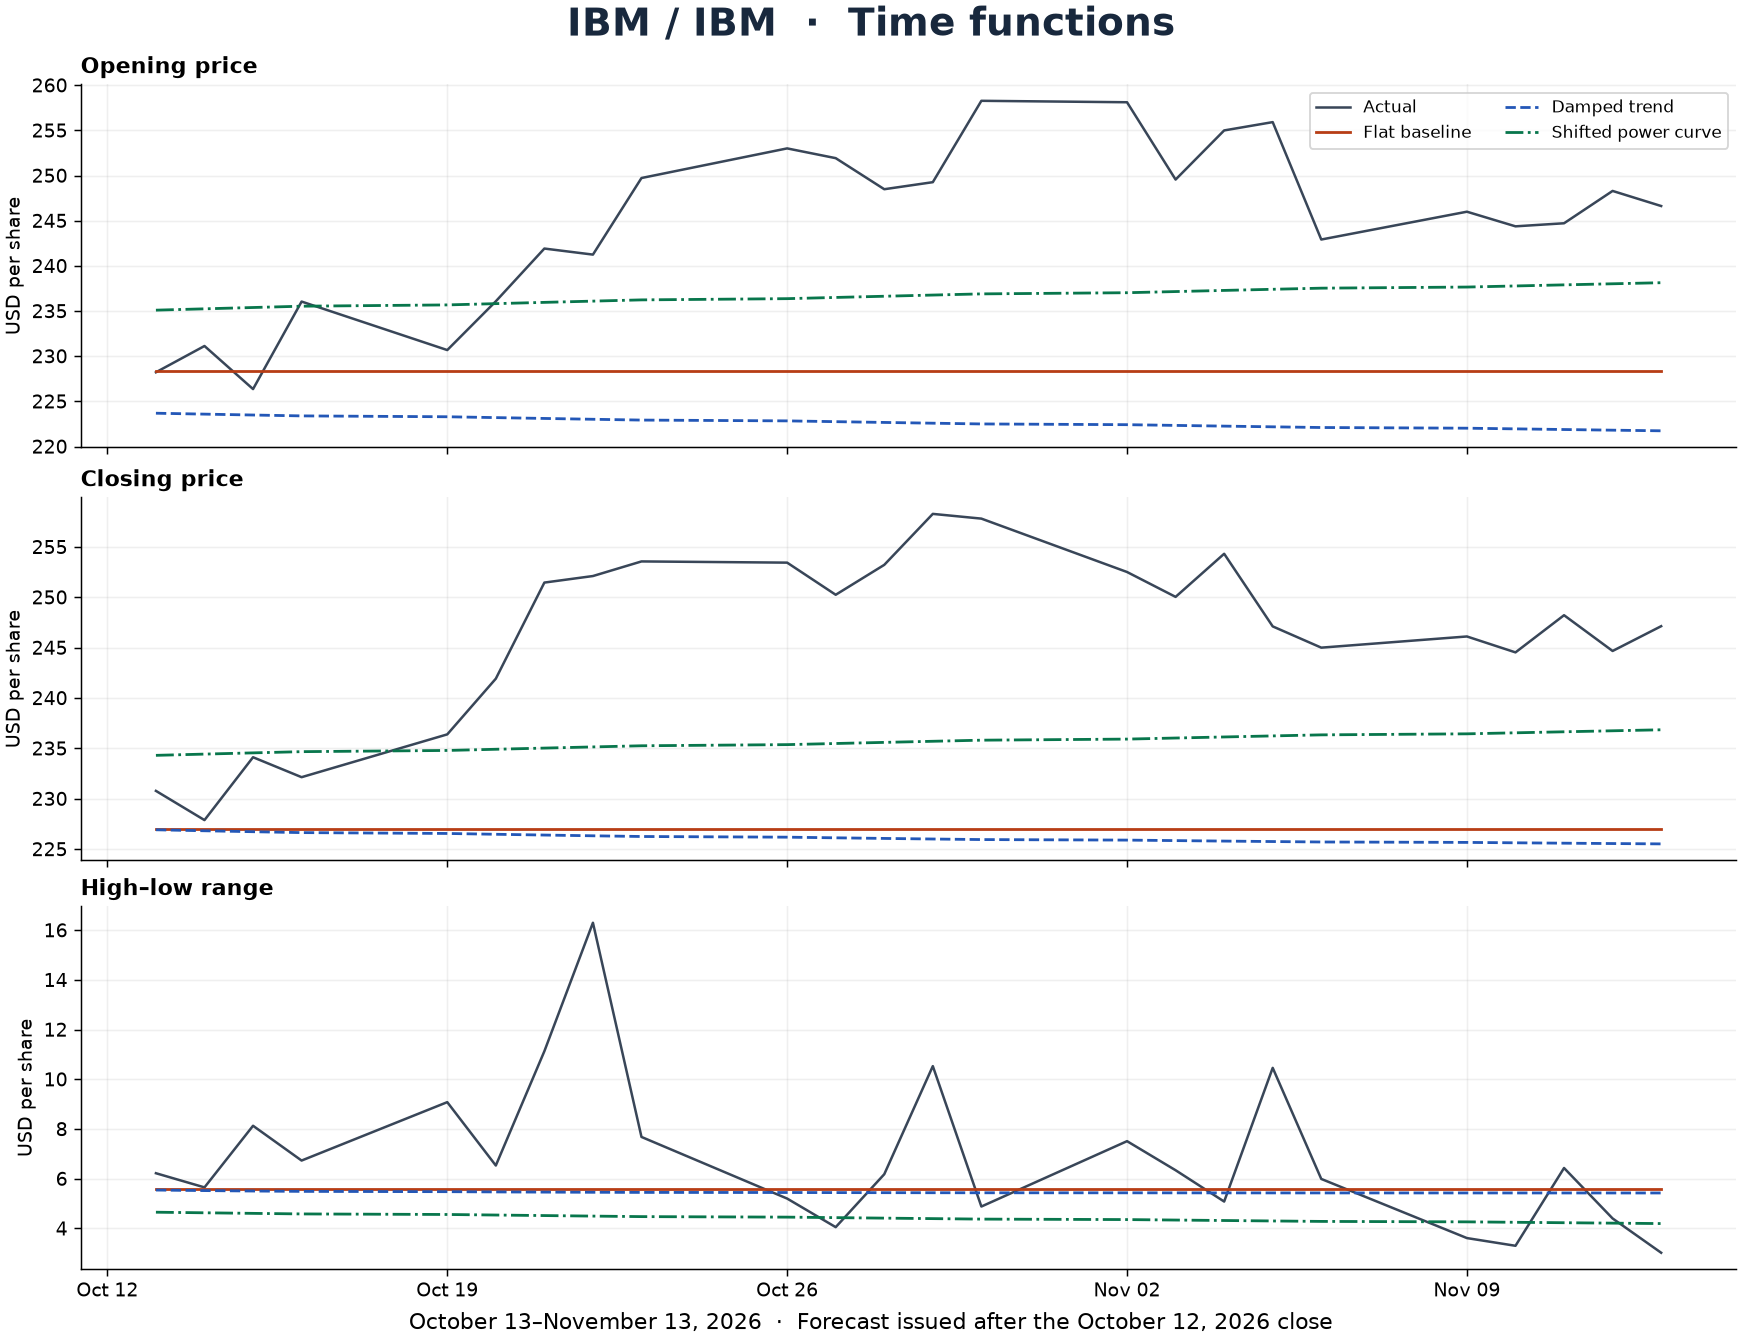 IBM / IBM  ·  Time functions
Opening price
USD per share
260
255
250
245
240
235
230
225
220
Actual
Flat baseline
Damped trend
Shifted power curve
Closing price
USD per share
255
250
245
240
235
230
225
High–low range
USD per share
16
14
12
10
8
6
4
Oct 12
Oct 19
Oct 26
Nov 02
Nov 09
October 13–November 13, 2026  ·  Forecast issued after the October 12, 2026 close